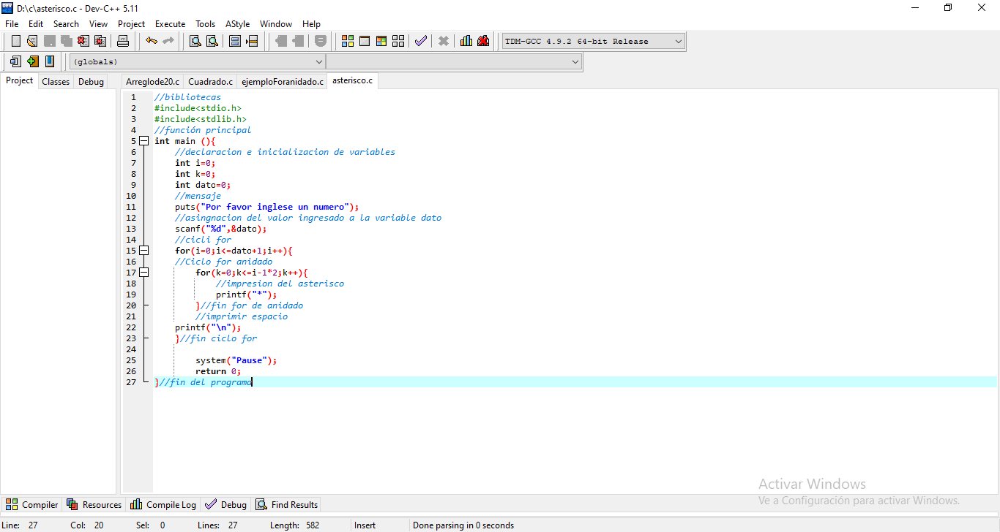 D:\c\asterisco.c - Dev-C++ 5.11
File Edit Search View Project Execute Tools AStyle Window Help
TDM-GCC 4.9.2 64-bit Release
(globals)
Project Classes Debug
Arreglode20.c Cuadrado.c ejemploForanidado.c asterisco.c
1 //bibliotecas
2 #include<stdio.h>
3 #include<stdlib.h>
4 //función principal
5 int main (){
6 //declaracion e inicializacion de variables
7 int i=0;
8 int k=0;
9 int dato=0;
10 //mensaje
11 puts("Por favor inglese un numero");
12 //asingnacion del valor ingresado a la variable dato
13 scanf("%d",&dato);
14 //cicli for
15 for(i=0;i<=dato+1;i++){
16 //Ciclo for anidado
17 for(k=0;k<=i-1*2;k++){
18 //impresion del asterisco
19 printf("*");
20 }//fin for de anidado
21 //imprimir espacio
22 printf("\n");
23 }//fin ciclo for
24
25 system("Pause");
26 return 0;
27 }//fin del programa
Activar Windows
Ve a Configuración para activar Windows.
Compiler Resources Compile Log Debug Find Results
Line: 27 Col: 20 Sel: 0 Lines: 27 Length: 582 Insert Done parsing in 0 seconds